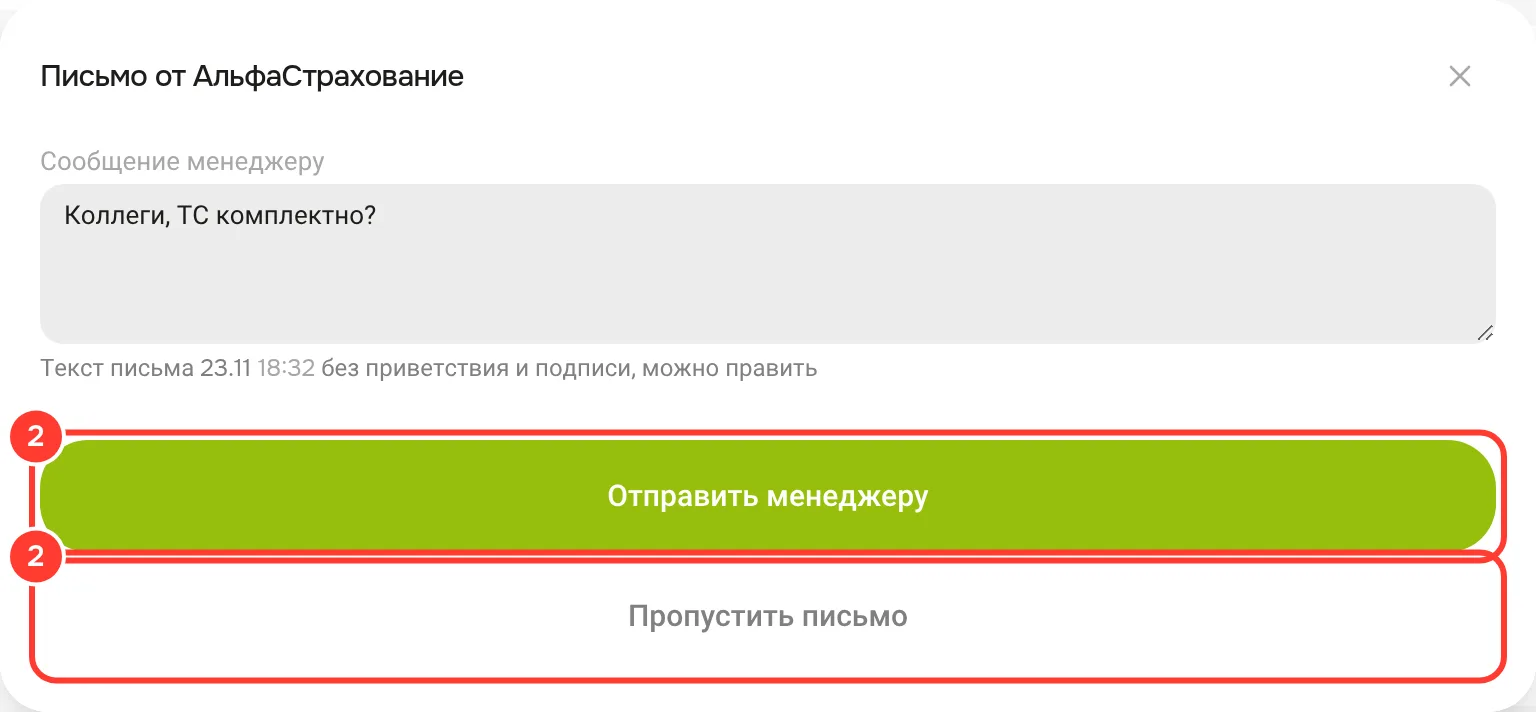 Письмо от АльфаСтрахование
Сообщение менеджеру
Коллеги, ТС комплектно?
Текст письма 23.11 18:32 без приветствия и подписи, можно править
2
Отправить менеджеру
2
Пропустить письмо